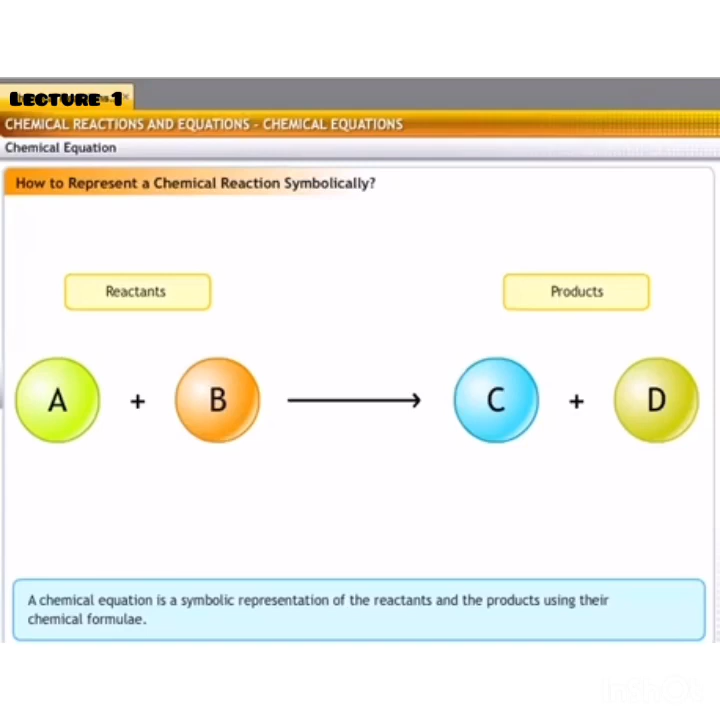 Lecture 1
CHEMICAL REACTIONS AND EQUATIONS - CHEMICAL EQUATIONS
Chemical Equation
How to Represent a Chemical Reaction Symbolically?
Reactants
Products
A + B → C + D
A chemical equation is a symbolic representation of the reactants and the products using their
chemical formulae.